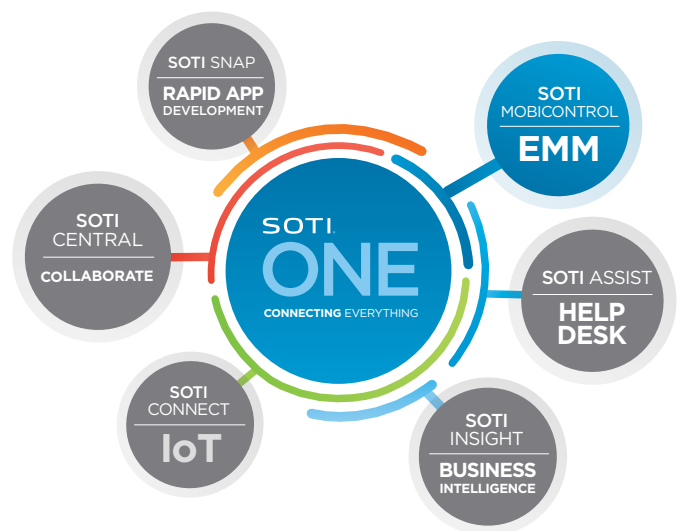 SOTI SNAP
RAPID APP
DEVELOPMENT
SOTI
MOBICONTROL
EMM
SOTI
CENTRAL
COLLABORATE
SOTI
ONE
CONNECTING EVERYTHING
SOTI ASSIST
HELP
DESK
SOTI
CONNECT
IoT
SOTI
INSIGHT
BUSINESS
INTELLIGENCE